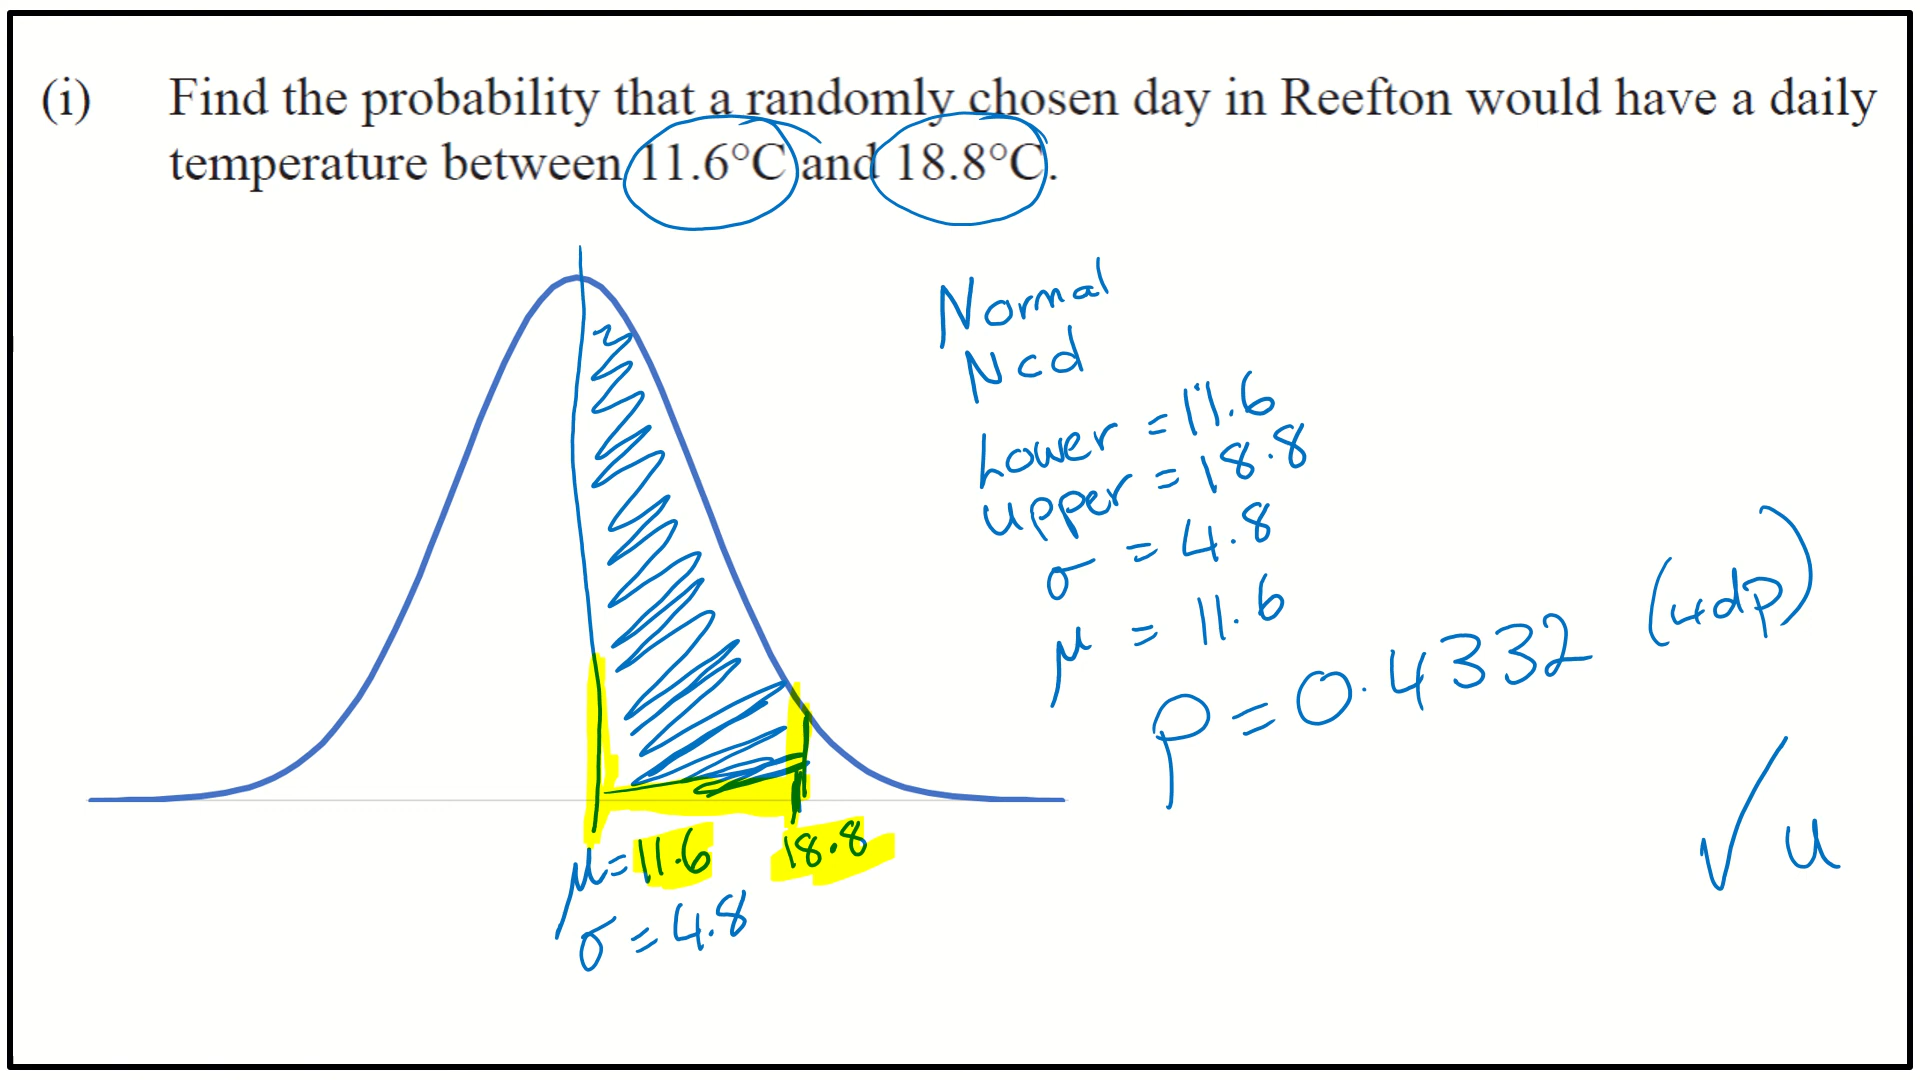 (i) Find the probability that a randomly chosen day in Reefton would have a daily
temperature between 11.6°C and 18.8°C.
Normal
Ncd
Lower = 11.6
Upper = 18.8
σ = 4.8
μ = 11.6
P = 0.4332 (4dp)
✓ u
μ = 11.6
18.8
σ = 4.8